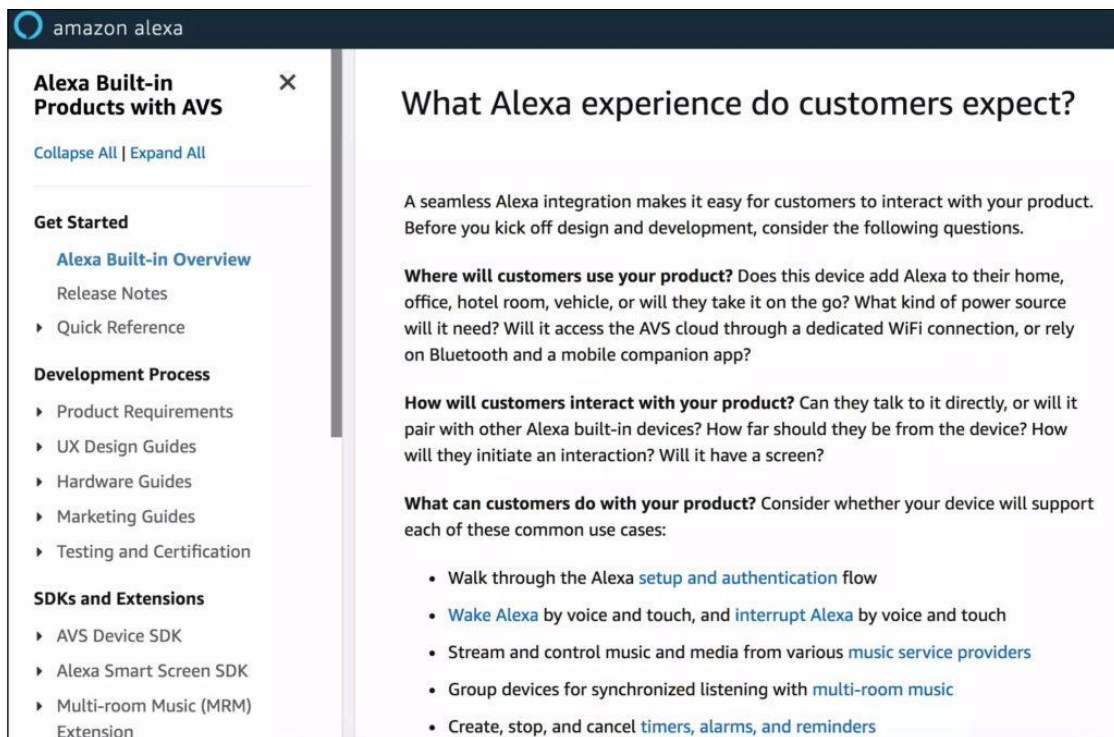 amazon alexa
Alexa Built-in
Products with AVS
Collapse All | Expand All
Get Started
Alexa Built-in Overview
Release Notes
Quick Reference
Development Process
Product Requirements
UX Design Guides
Hardware Guides
Marketing Guides
Testing and Certification
SDKs and Extensions
AVS Device SDK
Alexa Smart Screen SDK
Multi-room Music (MRM)
Extension
What Alexa experience do customers expect?
A seamless Alexa integration makes it easy for customers to interact with your product.
Before you kick off design and development, consider the following questions.
Where will customers use your product? Does this device add Alexa to their home,
office, hotel room, vehicle, or will they take it on the go? What kind of power source
will it need? Will it access the AVS cloud through a dedicated WiFi connection, or rely
on Bluetooth and a mobile companion app?
How will customers interact with your product? Can they talk to it directly, or will it
pair with other Alexa built-in devices? How far should they be from the device? How
will they initiate an interaction? Will it have a screen?
What can customers do with your product? Consider whether your device will support
each of these common use cases:
• Walk through the Alexa setup and authentication flow
• Wake Alexa by voice and touch, and interrupt Alexa by voice and touch
• Stream and control music and media from various music service providers
• Group devices for synchronized listening with multi-room music
• Create, stop, and cancel timers, alarms, and reminders